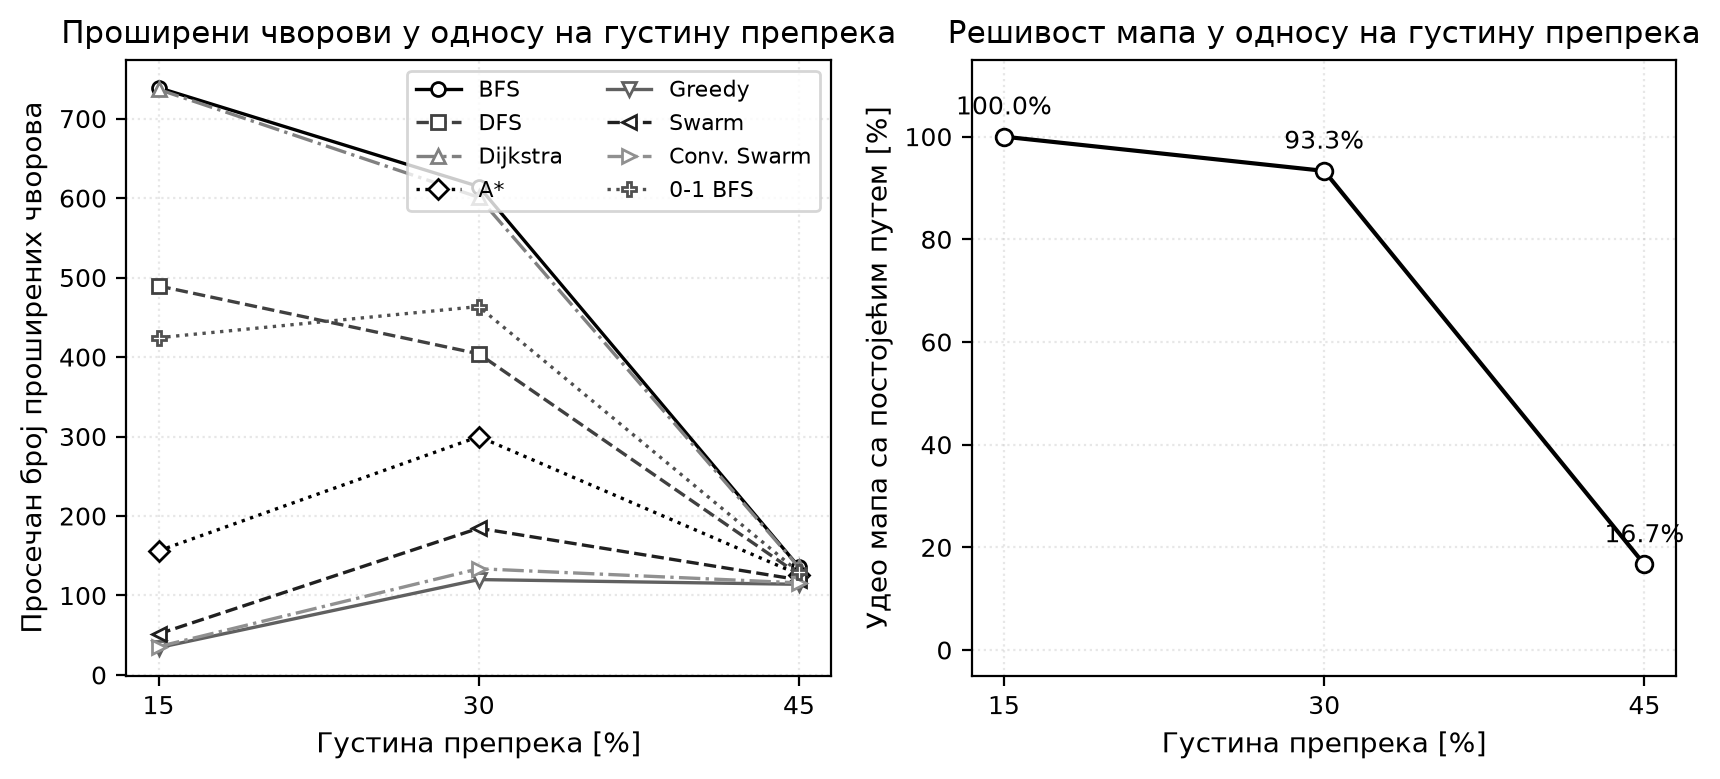 Проширени чворови у односу на густину препрека
Просечан број проширених чворова
700
600
500
400
300
200
100
0
BFS
DFS
Dijkstra
A*
Greedy
Swarm
Conv. Swarm
0-1 BFS
15
30
45
Густина препрека [%]
Решивост мапа у односу на густину препрека
Удео мапа са постојећим путем [%]
100
80
60
40
20
0
100.0%
93.3%
16.7%
15
30
45
Густина препрека [%]